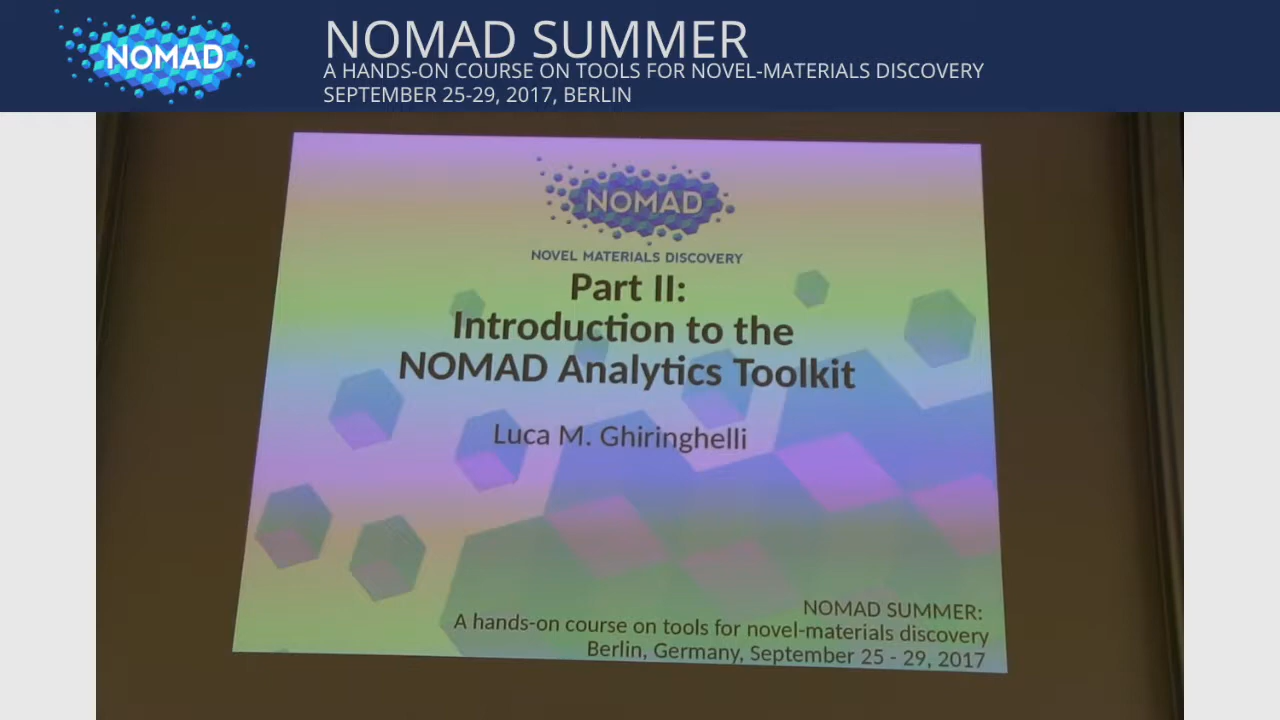 NOMAD
NOMAD SUMMER
A HANDS-ON COURSE ON TOOLS FOR NOVEL-MATERIALS DISCOVERY
SEPTEMBER 25-29, 2017, BERLIN
NOMAD
NOVEL MATERIALS DISCOVERY
Part II:
Introduction to the
NOMAD Analytics Toolkit
Luca M. Ghiringhelli
NOMAD SUMMER:
A hands-on course on tools for novel-materials discovery
Berlin, Germany, September 25 - 29, 2017